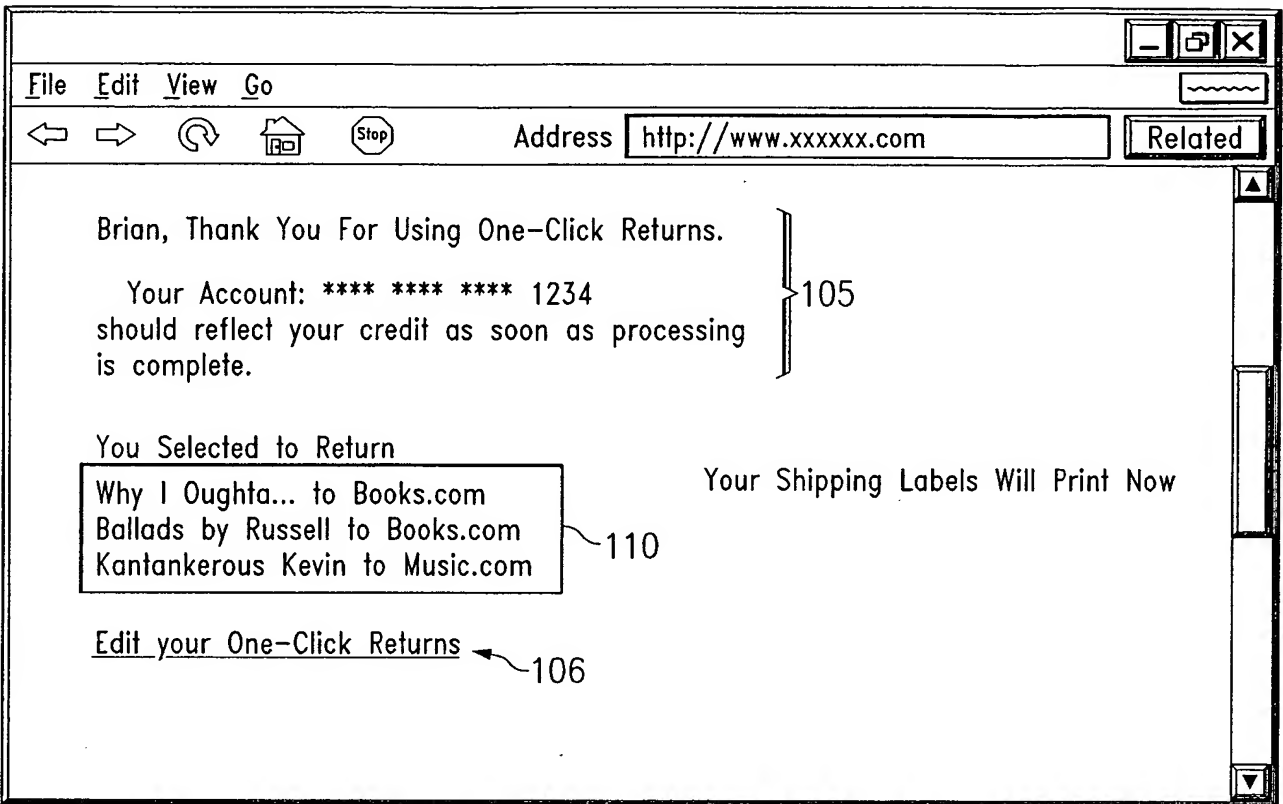 File Edit View Go
Stop Address http://www.xxxxxx.com Related
Brian, Thank You For Using One-Click Returns.
Your Account: **** **** **** 1234
should reflect your credit as soon as processing
is complete.
105
You Selected to Return
Why I Oughta... to Books.com
Ballads by Russell to Books.com
Kantankerous Kevin to Music.com
110
Your Shipping Labels Will Print Now
Edit your One-Click Returns
106